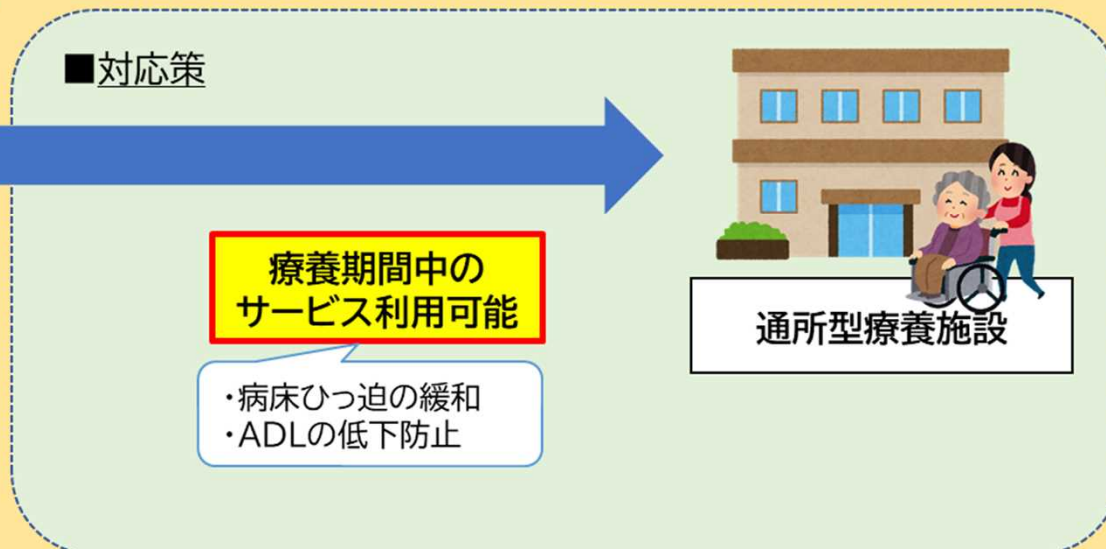 ■対応策
療養期間中の
サービス利用可能
・病床ひっ迫の緩和
・ADLの低下防止
通所型療養施設